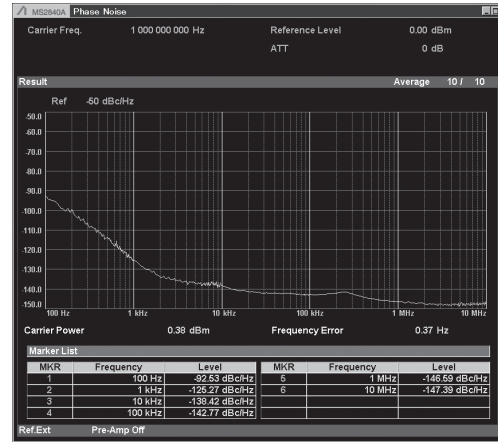 MS2840A Phase Noise
Carrier Freq. 1 000 000 000 Hz Reference Level 0.00 dBm
ATT 0 dB
Result Average 10 / 10
Ref -50 dBc/Hz
-50.0
-60.0
-70.0
-80.0
-90.0
-100.0
-110.0
-120.0
-130.0
-140.0
-150.0
100 Hz 1 kHz 10 kHz 100 kHz 1 MHz 10 MHz
Carrier Power 0.38 dBm Frequency Error 0.37 Hz
Marker List
MKR Frequency Level MKR Frequency Level
1 100 Hz -92.53 dBc/Hz 5 1 MHz -146.59 dBc/Hz
2 1 kHz -125.27 dBc/Hz 6 10 MHz -147.39 dBc/Hz
3 10 kHz -138.42 dBc/Hz
4 100 kHz -142.77 dBc/Hz
Ref.Ext Pre-Amp Off